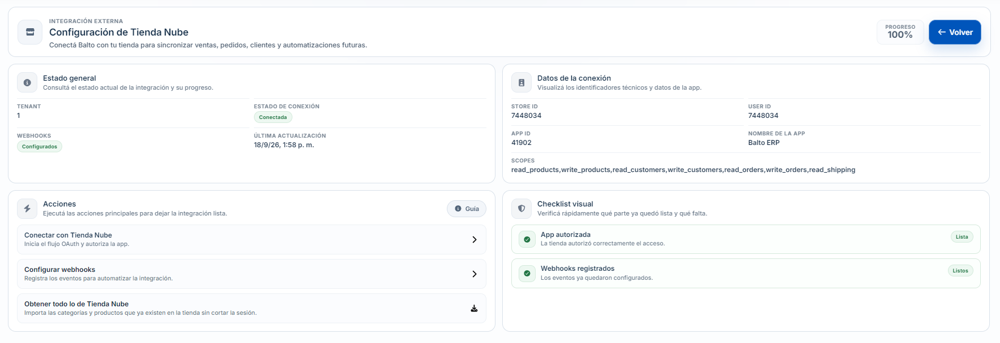 INTEGRACIÓN EXTERNA
Configuración de Tienda Nube
Conectá Balto con tu tienda para sincronizar ventas, pedidos, clientes y automatizaciones futuras.
PROGRESO
100%
Volver
Estado general
Consultá el estado actual de la integración y su progreso.
TENANT
1
ESTADO DE CONEXIÓN
Conectada
WEBHOOKS
Configurados
ÚLTIMA ACTUALIZACIÓN
18/9/26, 1:58 p. m.
Datos de la conexión
Visualizá los identificadores técnicos y datos de la app.
STORE ID
7448034
USER ID
7448034
APP ID
41902
NOMBRE DE LA APP
Balto ERP
SCOPES
read_products,write_products,read_customers,write_customers,read_orders,write_orders,read_shipping
Acciones
Ejecutá las acciones principales para dejar la integración lista.
Guía
Conectar con Tienda Nube
Inicia el flujo OAuth y autoriza la app.
Configurar webhooks
Registra los eventos para automatizar la integración.
Obtener todo lo de Tienda Nube
Importa las categorías y productos que ya existen en la tienda sin cortar la sesión.
Checklist visual
Verificá rápidamente qué parte ya quedó lista y qué falta.
App autorizada
La tienda autorizó correctamente el acceso.
Lista
Webhooks registrados
Los eventos ya quedaron configurados.
Listos